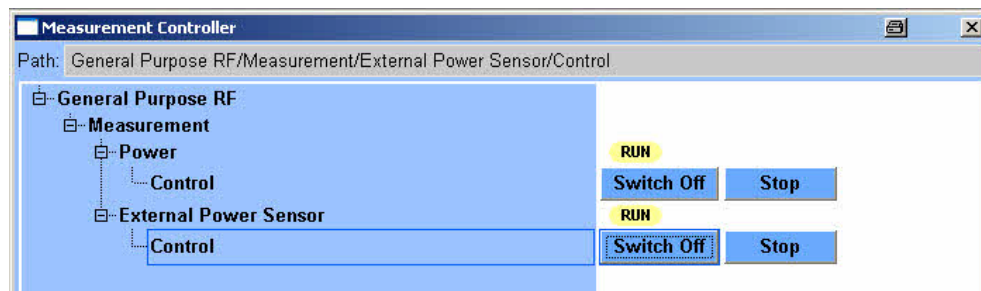 Measurement Controller
Path: General Purpose RF/Measurement/External Power Sensor/Control
General Purpose RF
Measurement
Power RUN
Control Switch Off Stop
External Power Sensor RUN
Control Switch Off Stop